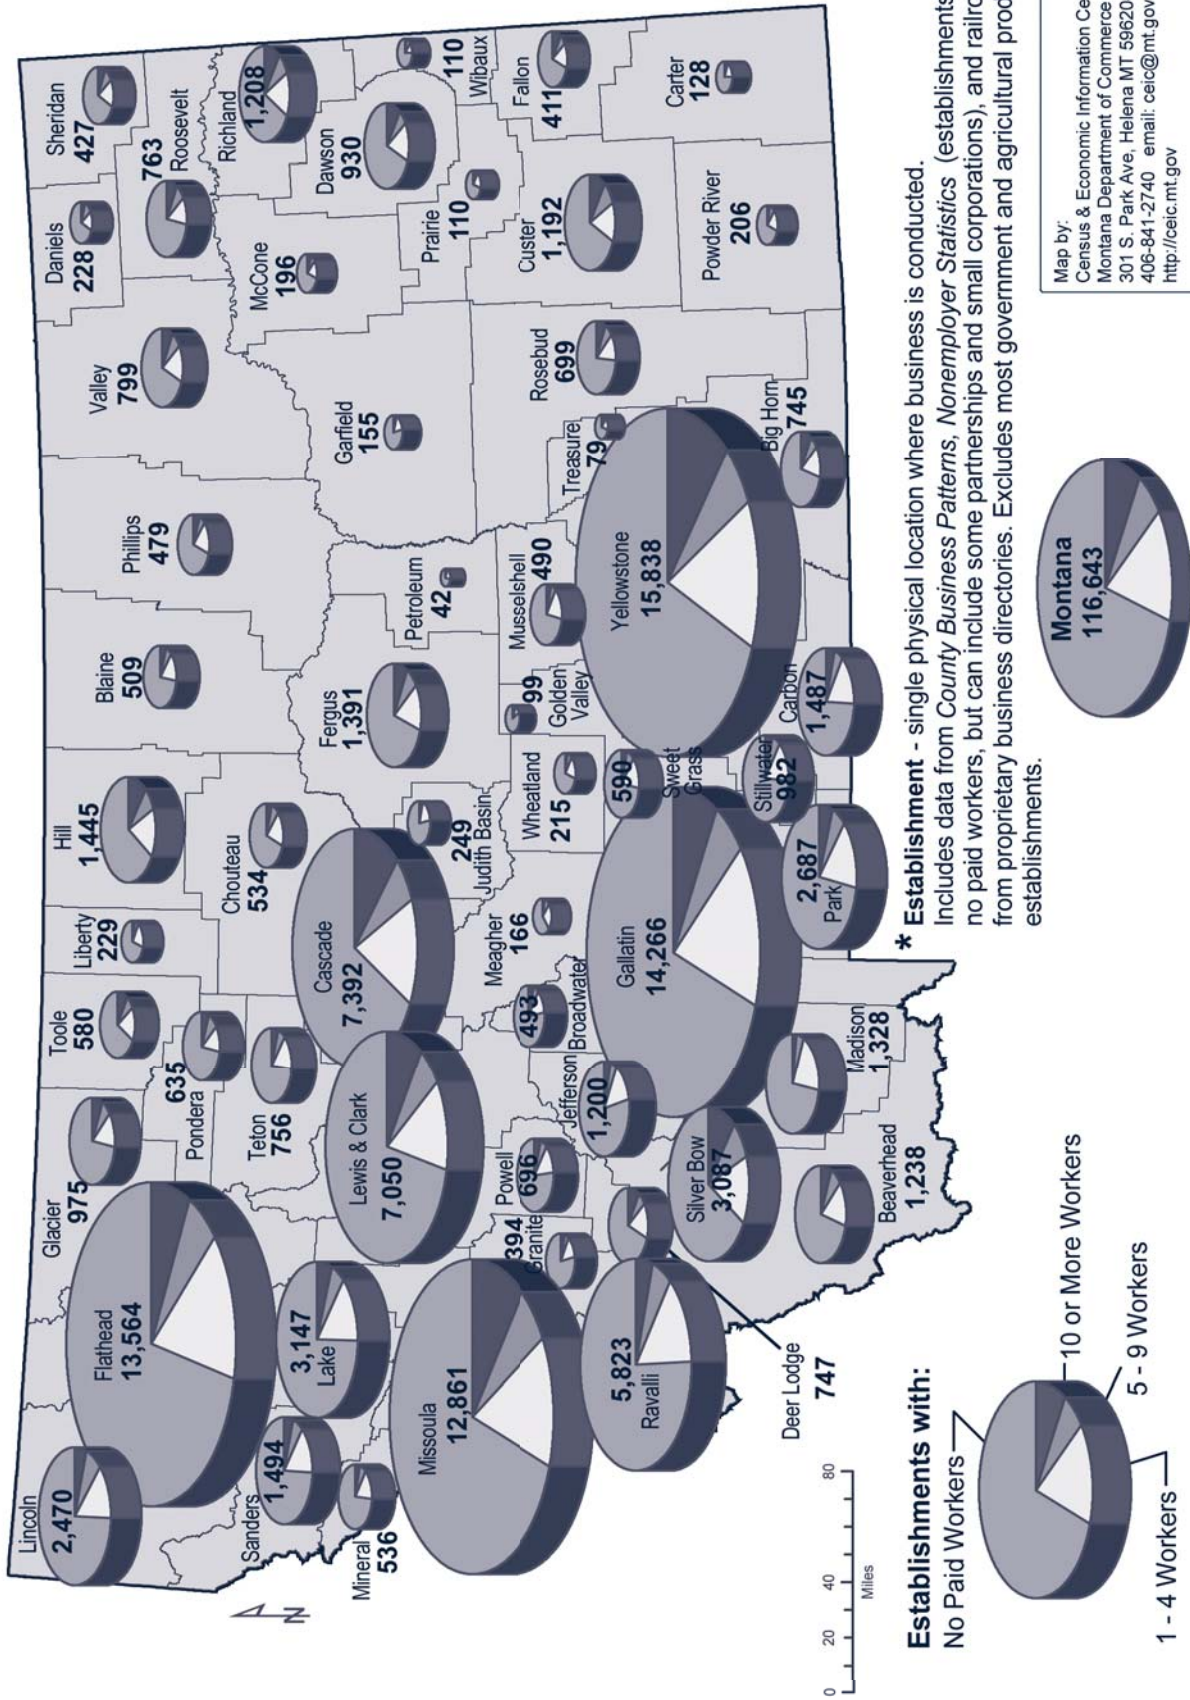 Lincoln
2,470
Flathead
13,564
Glacier
975
Toole
580
Liberty
229
Hill
1,445
Blaine
509
Phillips
479
Valley
799
Daniels
228
Sheridan
427
763
Roosevelt
Richland
1,208
635
Pondera
Teton
756
Chouteau
534
McCone
196
Dawson
930
110
Wibaux
Sanders
1,494
Mineral
536
3,147
Lake
Missoula
12,861
Lewis & Clark
7,050
Cascade
7,392
249
Judith Basin
Fergus
1,391
Petroleum
42
Garfield
155
Prairie
110
Powell
696
394
Granite
Meagher
166
493
Broadwater
Wheatland
215
99
Golden
Valley
Musselshell
490
Treasure
79
Rosebud
699
Custer
1,192
Fallon
411
5,823
Ravalli
Deer Lodge
747
Silver Bow
3,087
Jefferson
1,200
Gallatin
14,266
590
Sweet
Grass
Yellowstone
15,838
Stillwater
982
Carbon
1,487
Big Horn
745
Powder River
206
Carter
128
Beaverhead
1,238
Madison
1,328
2,687
Park
N
0 20 40 80
Miles
Establishments with:
No Paid Workers
10 or More Workers
5 - 9 Workers
1 - 4 Workers
* Establishment - single physical location where business is conducted.
Includes data from County Business Patterns, Nonemployer Statistics (establishments
no paid workers, but can include some partnerships and small corporations), and railro
from proprietary business directories. Excludes most government and agricultural prod
establishments.
Montana
116,643
Map by:
Census & Economic Information Ce
Montana Department of Commerce
301 S. Park Ave, Helena MT 59620
406-841-2740 email: ceic@mt.gov
http://ceic.mt.gov